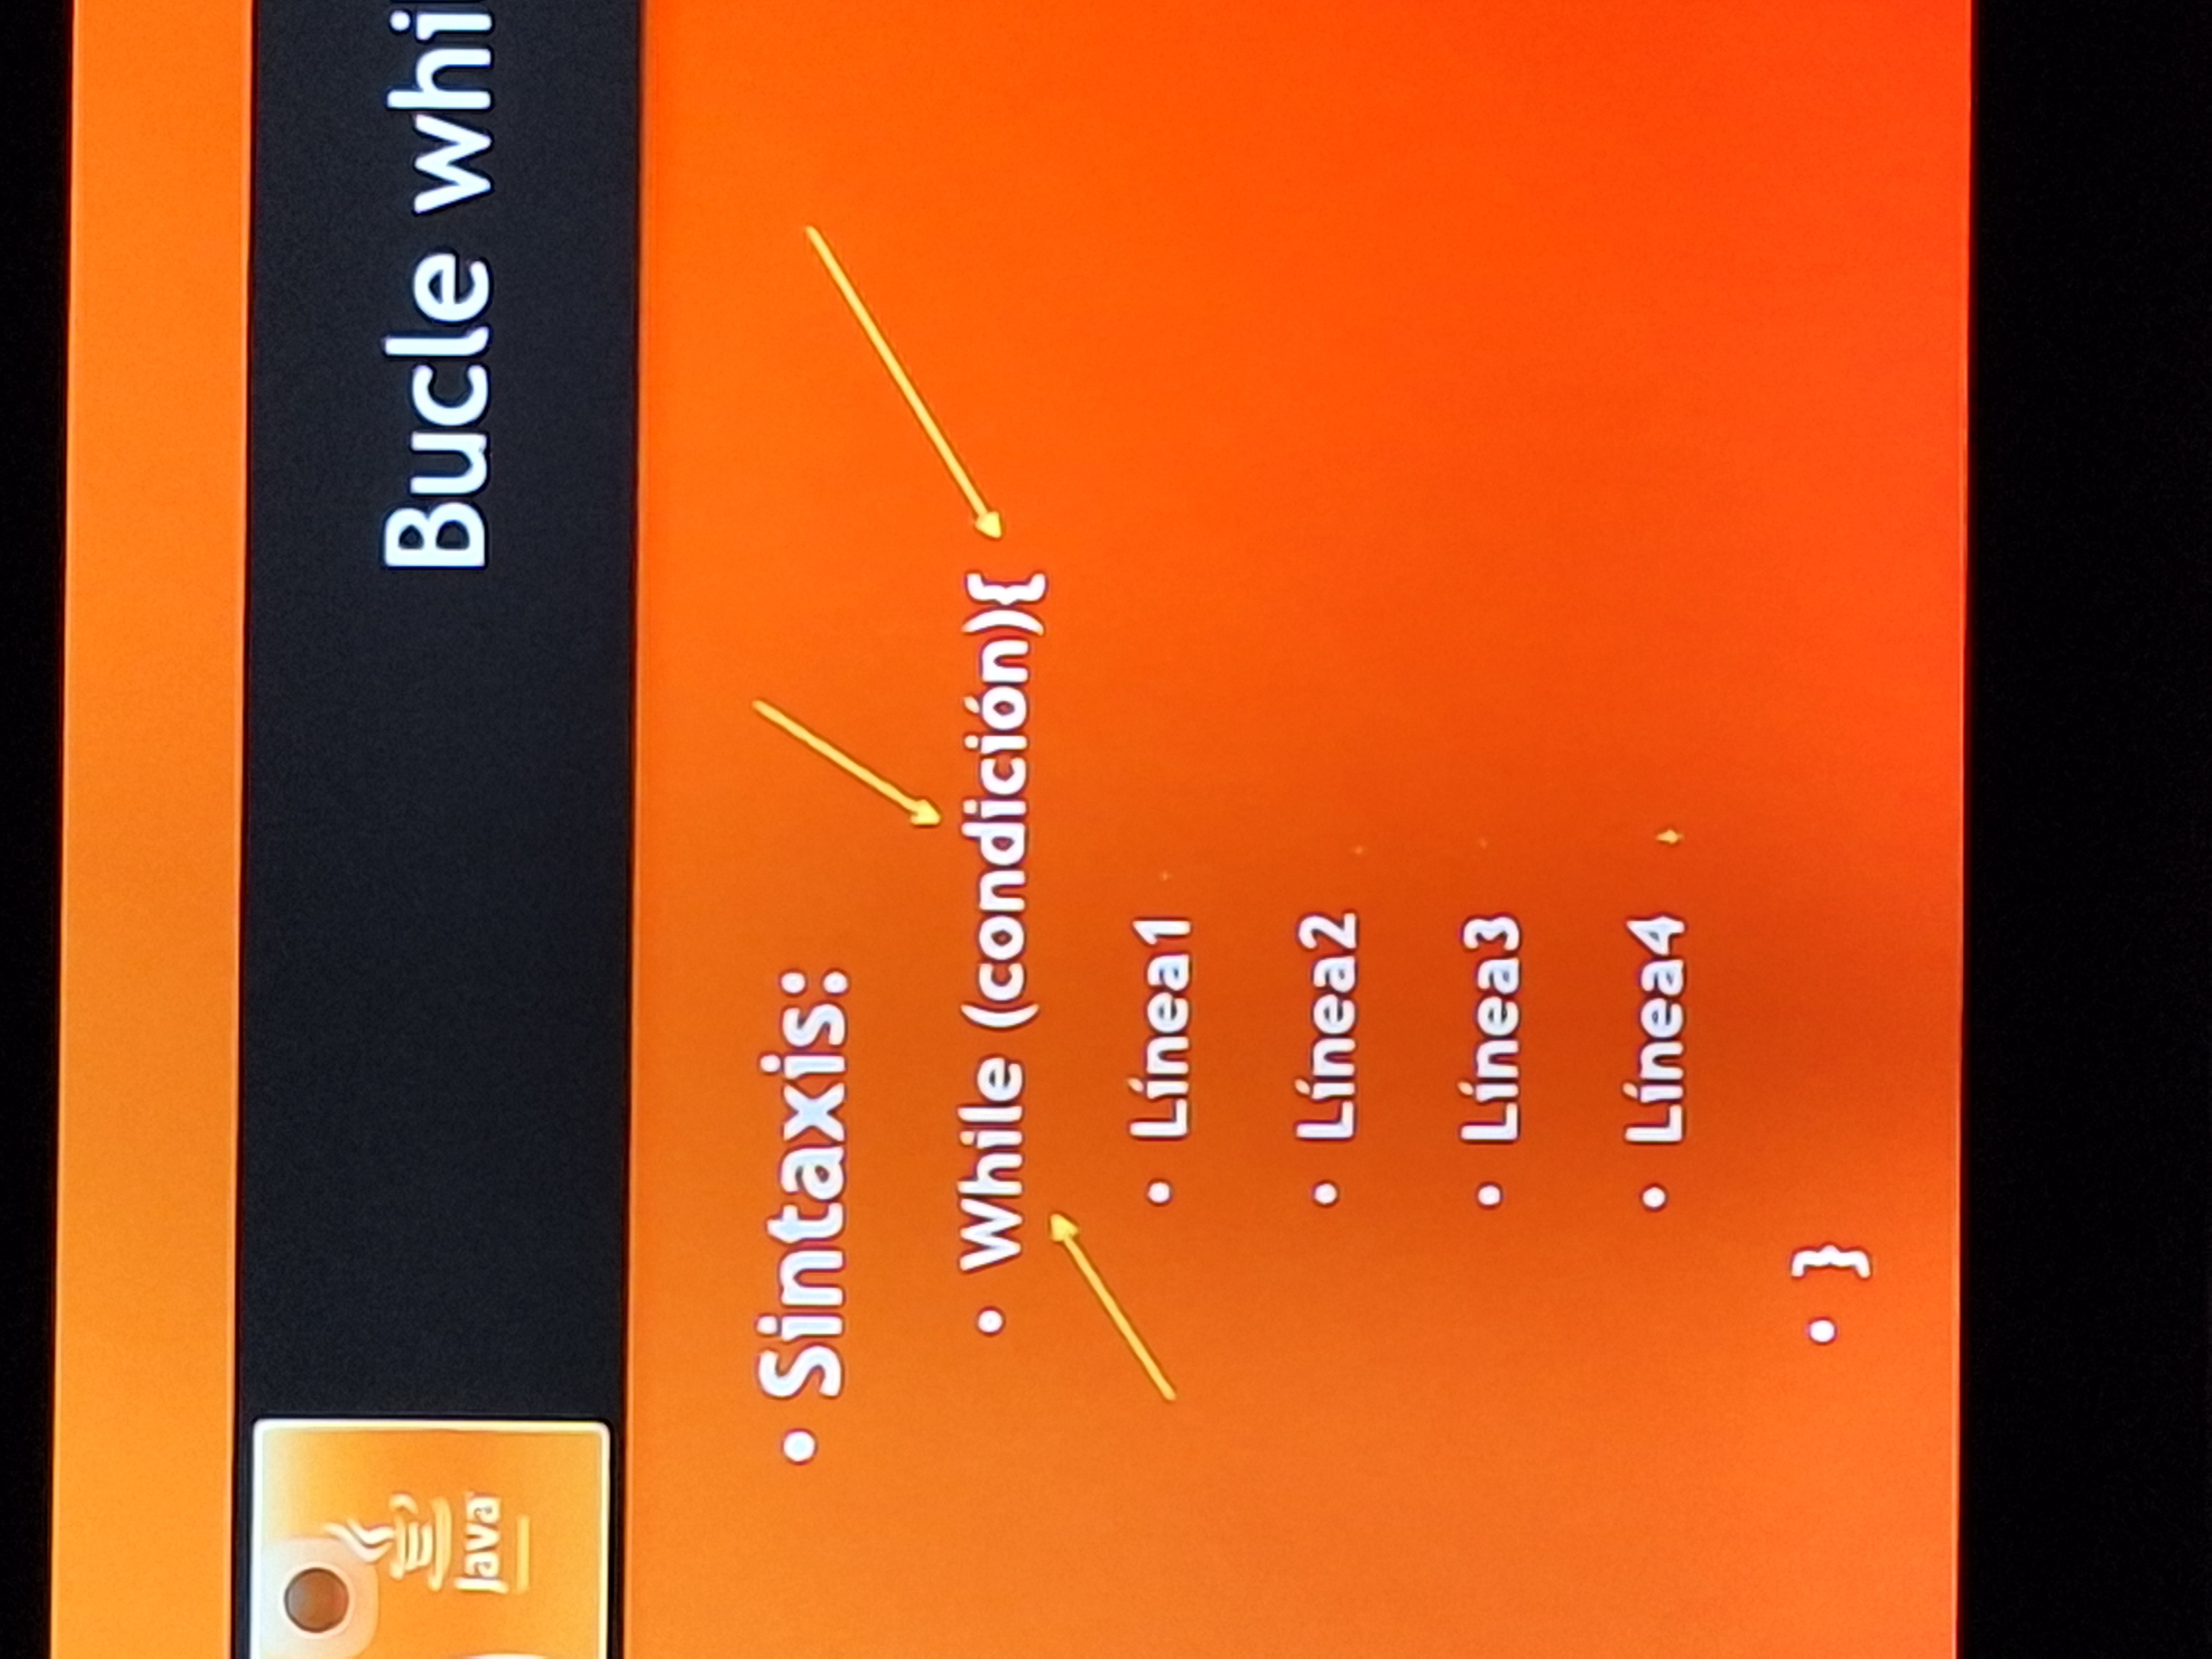 Java
Bucle whi
• Sintaxis:
• While (condición){
• Línea1
• Línea2
• Línea3
• Línea4
• }